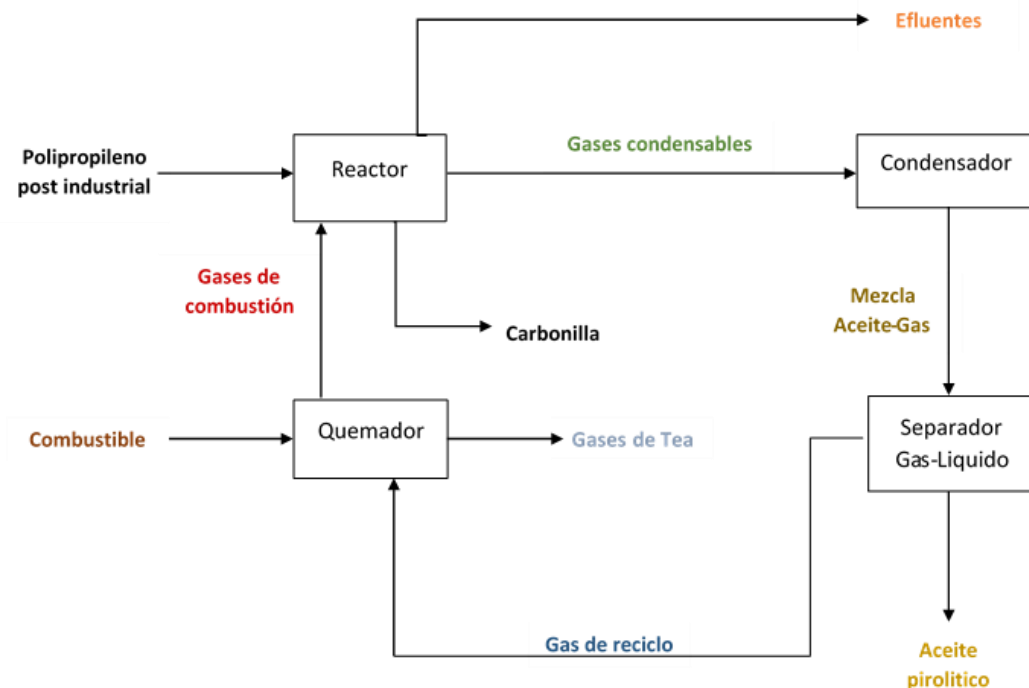 Efluentes
Polipropileno
post industrial
Reactor
Gases condensables
Condensador
Gases de
combustión
Mezcla
Aceite-Gas
Carbonilla
Combustible
Quemador
Gases de Tea
Separador
Gas-Liquido
Gas de reciclo
Aceite
pirolitico